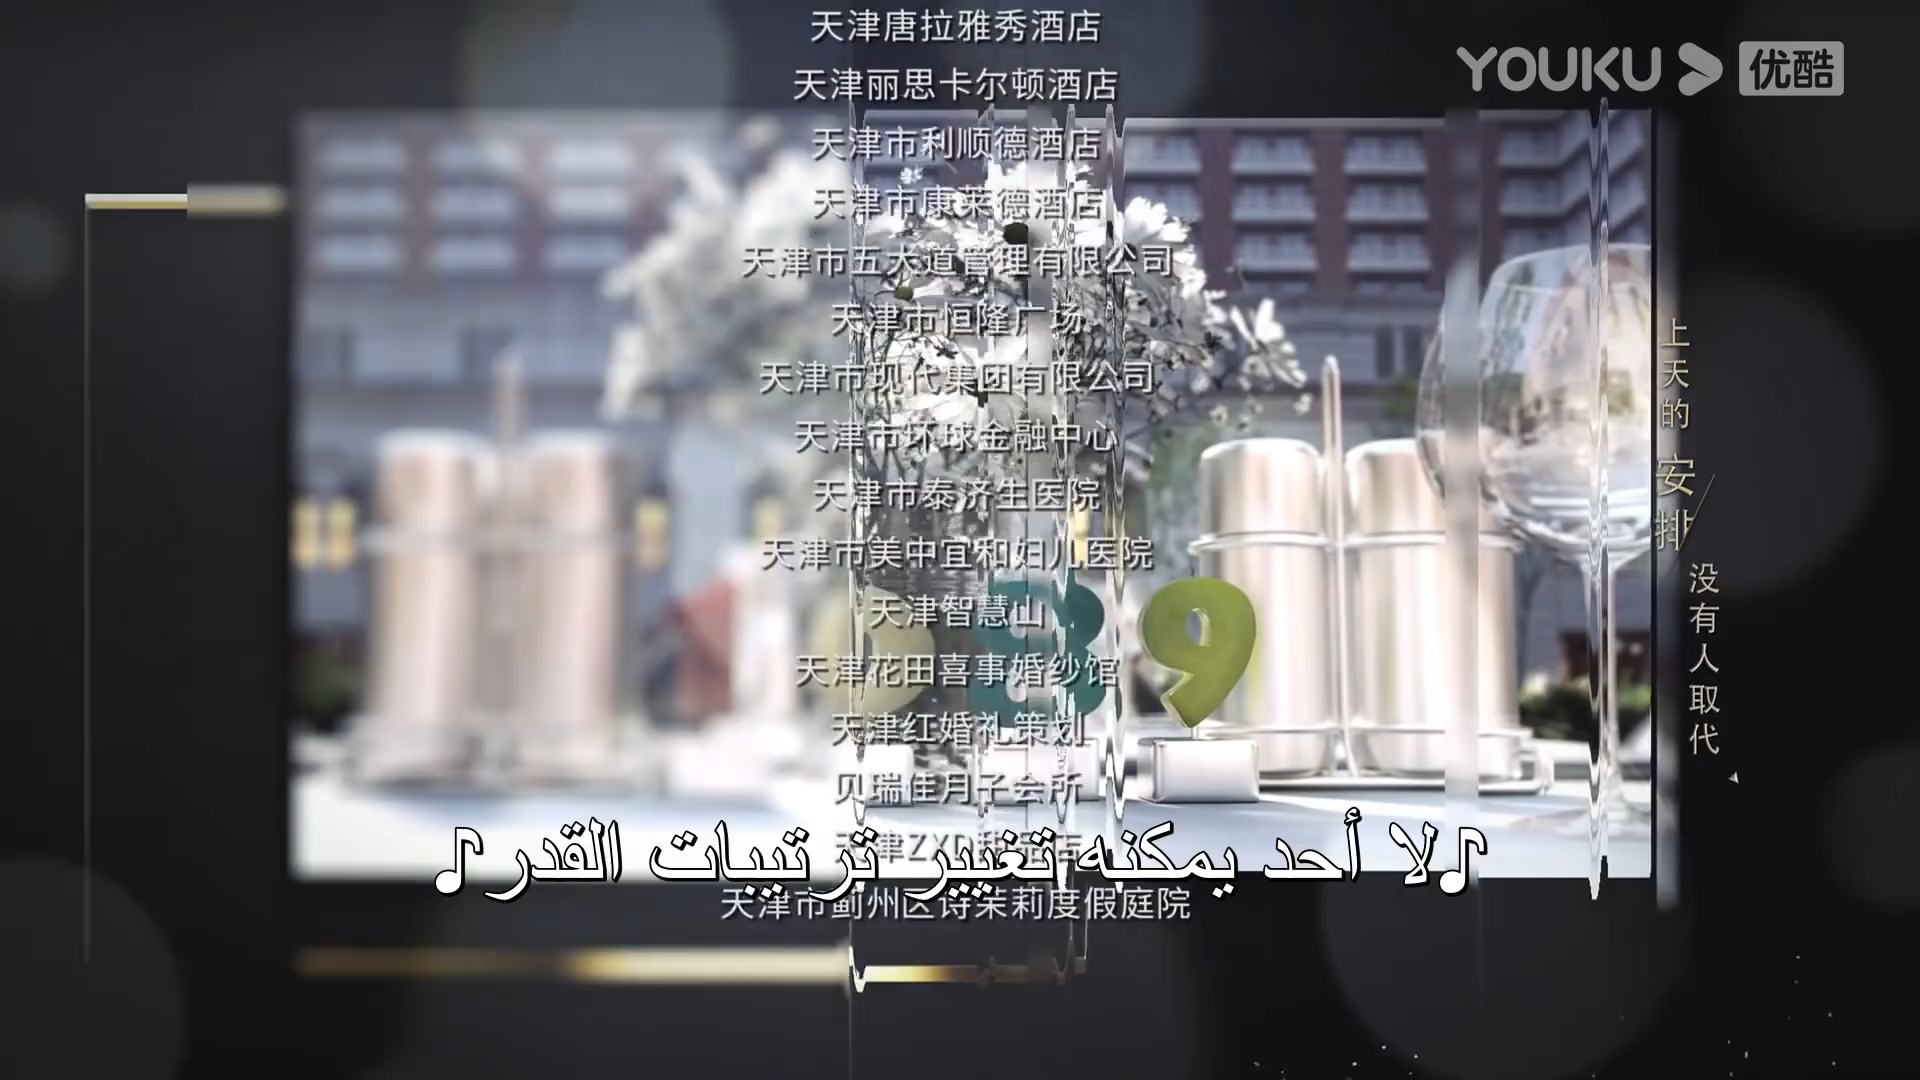 天津唐拉雅秀酒店
YOUKU 优酷
天津丽思卡尔顿酒店
天津市利顺德酒店
天津市康莱德酒店
天津市五大道管理有限公司
天津市恒隆广场
天津市现代集团有限公司
天津市环球金融中心
天津市泰济生医院
天津市美中宜和妇儿医院
天津智慧山
天津花田喜事婚纱馆
天津红婚礼策划
贝瑞佳月子会所
♪لا أحد يمكنه تغيير ترتيبات القدر♪
天津市蓟州区诗茉莉度假庭院
上天的安排
没有人取代
89